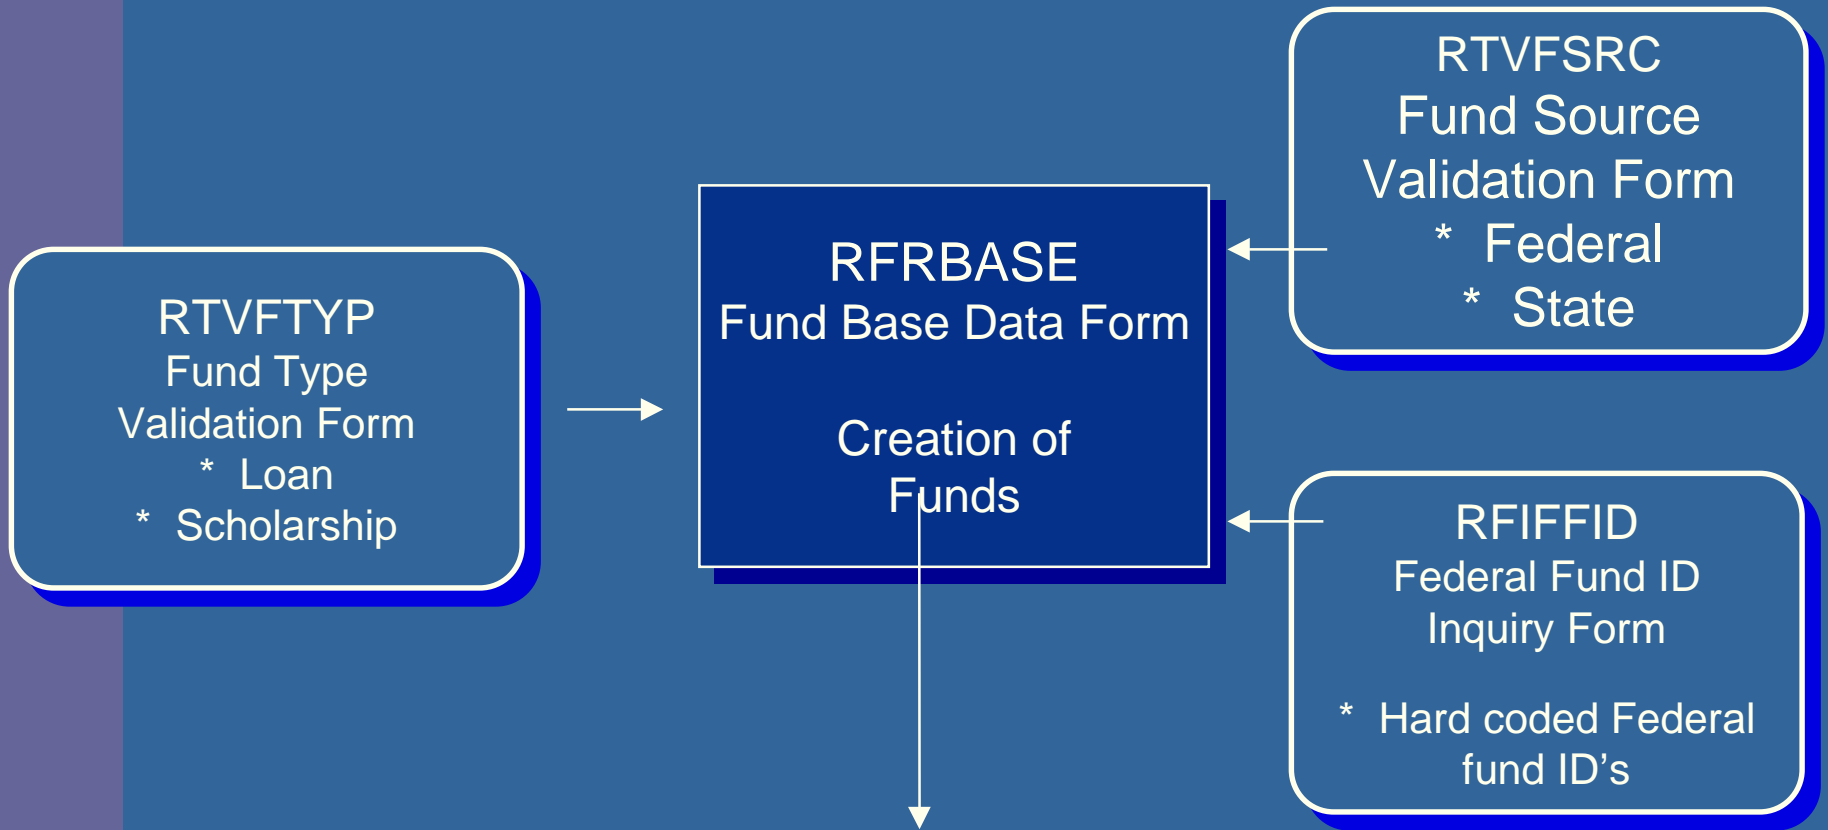 RTVFTYP
Fund Type
Validation Form
* Loan
* Scholarship
RFRBASE
Fund Base Data Form
Creation of
Funds
RTVFSRC
Fund Source
Validation Form
* Federal
* State
RFIFFID
Federal Fund ID
Inquiry Form
* Hard coded Federal
fund ID’s